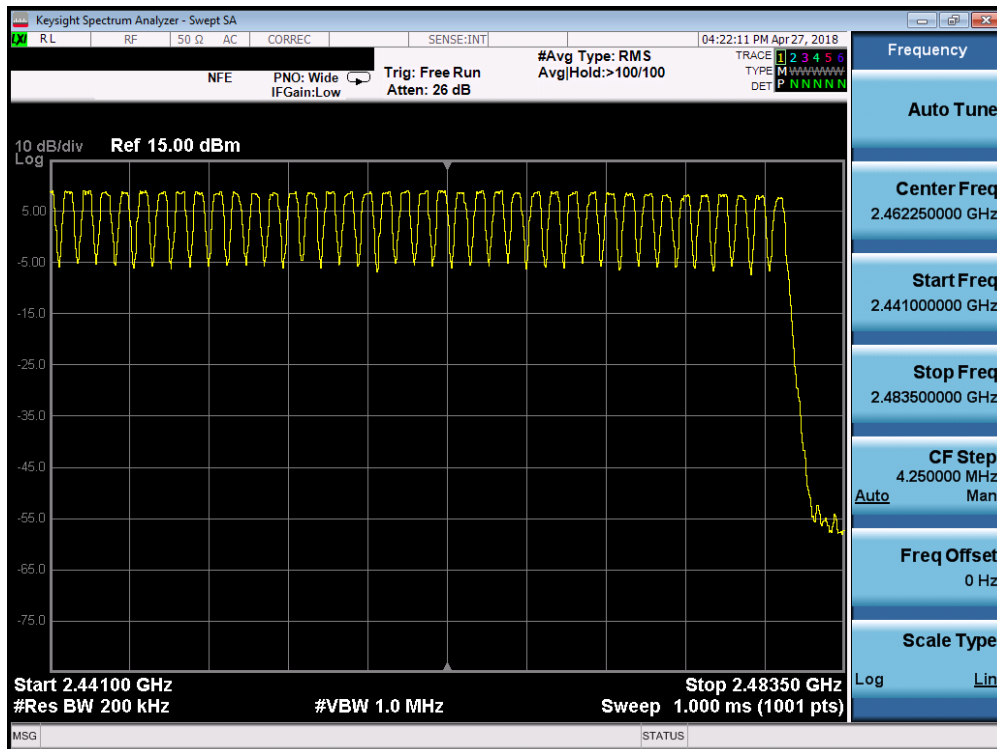 Keysight Spectrum Analyzer - Swept SA
LXI RL RF 50 Ω AC CORREC SENSE:INT 04:22:11 PM Apr 27, 2018
NFE PNO: Wide IFGain:Low Trig: Free Run Atten: 26 dB #Avg Type: RMS Avg|Hold:>100/100
TRACE 1 2 3 4 5 6
TYPE M WWWWW
DET P N N N N N
10 dB/div Ref 15.00 dBm
Log
5.00
-5.00
-15.0
-25.0
-35.0
-45.0
-55.0
-65.0
-75.0
Start 2.44100 GHz Stop 2.48350 GHz
#Res BW 200 kHz #VBW 1.0 MHz Sweep 1.000 ms (1001 pts)
MSG STATUS
Frequency
Auto Tune
Center Freq
2.462250000 GHz
Start Freq
2.441000000 GHz
Stop Freq
2.483500000 GHz
CF Step
4.250000 MHz
Auto Man
Freq Offset
0 Hz
Scale Type
Log Lin